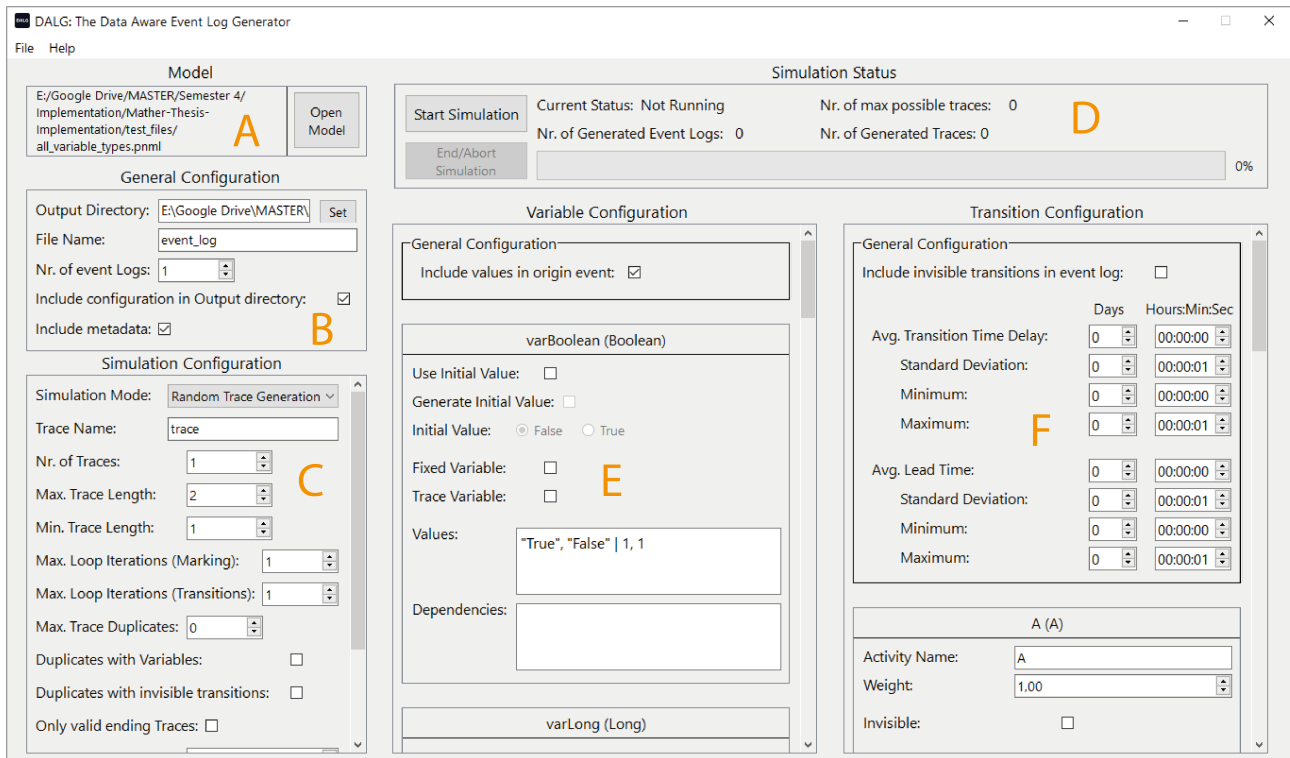 DALG: The Data Aware Event Log Generator
File Help
Model
E:/Google Drive/MASTER/Semester 4/
Implementation/Mather-Thesis-
Implementation/test_files/
all_variable_types.pnml
A
Open
Model
General Configuration
Output Directory: E:\Google Drive\MASTER\ Set
File Name: event_log
Nr. of event Logs: 1
Include configuration in Output directory:
Include metadata:
B
Simulation Configuration
Simulation Mode: Random Trace Generation
Trace Name: trace
Nr. of Traces: 1
C
Max. Trace Length: 2
Min. Trace Length: 1
Max. Loop Iterations (Marking): 1
Max. Loop Iterations (Transitions): 1
Max. Trace Duplicates: 0
Duplicates with Variables:
Duplicates with invisible transitions:
Only valid ending Traces:
Simulation Status
Start Simulation
Current Status: Not Running
Nr. of max possible traces: 0
D
Nr. of Generated Event Logs: 0
Nr. of Generated Traces: 0
End/Abort
Simulation
0%
Variable Configuration
General Configuration
Include values in origin event:
varBoolean (Boolean)
Use Initial Value:
Generate Initial Value:
Initial Value: False True
Fixed Variable:
E
Trace Variable:
Values: "True", "False" | 1, 1
Dependencies:
varLong (Long)
Transition Configuration
General Configuration
Include invisible transitions in event log:
Days Hours:Min:Sec
Avg. Transition Time Delay: 0 00:00:00
Standard Deviation: 0 00:00:01
Minimum: 0 00:00:00
Maximum: 0 00:00:01
F
Avg. Lead Time: 0 00:00:00
Standard Deviation: 0 00:00:01
Minimum: 0 00:00:00
Maximum: 0 00:00:01
A (A)
Activity Name: A
Weight: 1,00
Invisible: